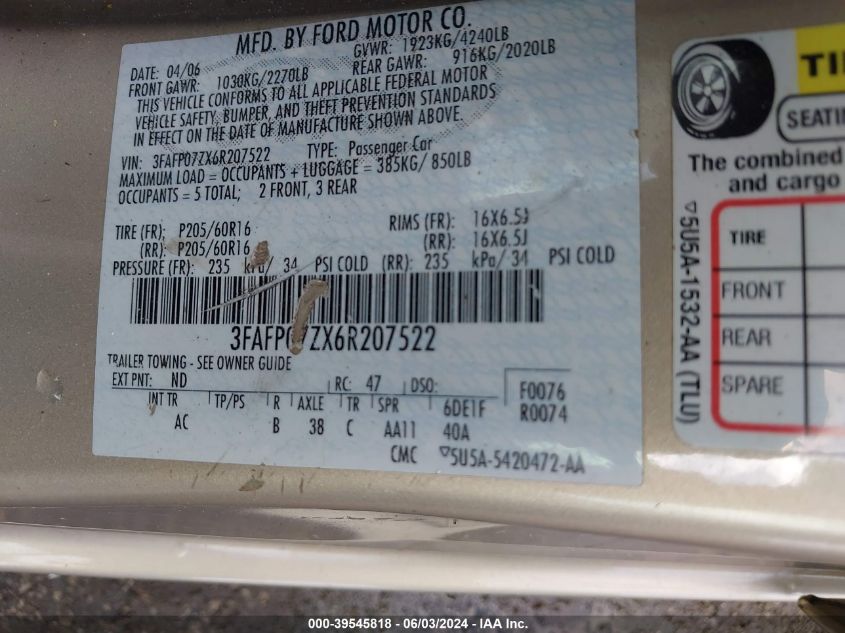 MFD. BY FORD MOTOR CO.
DATE: 04/06 GVWR: 1923KG/4240LB
FRONT GAWR: 1030KG/2270LB REAR GAWR: 916KG/2020LB
THIS VEHICLE CONFORMS TO ALL APPLICABLE FEDERAL MOTOR
VEHICLE SAFETY, BUMPER, AND THEFT PREVENTION STANDARDS
IN EFFECT ON THE DATE OF MANUFACTURE SHOWN ABOVE.
VIN: 3FAFP07ZX6R207522 TYPE: Passenger Car
MAXIMUM LOAD = OCCUPANTS + LUGGAGE = 385KG/ 850LB
OCCUPANTS = 5 TOTAL; 2 FRONT, 3 REAR
TIRE (FR): P205/60R16 RIMS (FR): 16X6.5J
(RR): P205/60R16 (RR): 16X6.5J
PRESSURE (FR): 235 kPa/ 34 PSI COLD (RR): 235 kPa/ 34 PSI COLD
3FAFP07ZX6R207522
TRAILER TOWING - SEE OWNER GUIDE
EXT PNT: ND RC: 47 DSO: F0076
INT TR TP/PS R AXLE TR SPR 6DE1F R0074
AC B 38 C AA11 40A
CMC ▽5U5A-5420472-AA
▽5U5A-1532-AA (TLU)
TI
SEATIN
The combined
and cargo
TIRE
FRONT
REAR
SPARE
000-39545818 - 06/03/2024 - IAA Inc.